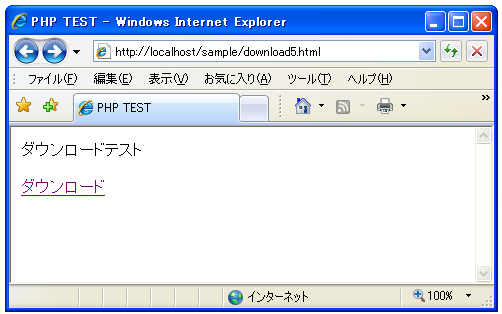 PHP TEST - Windows Internet Explorer
http://localhost/sample/download5.html
ファイル(F) 編集(E) 表示(V) お気に入り(A) ツール(T) ヘルプ(H)
PHP TEST
ダウンロードテスト
ダウンロード
インターネット 100%